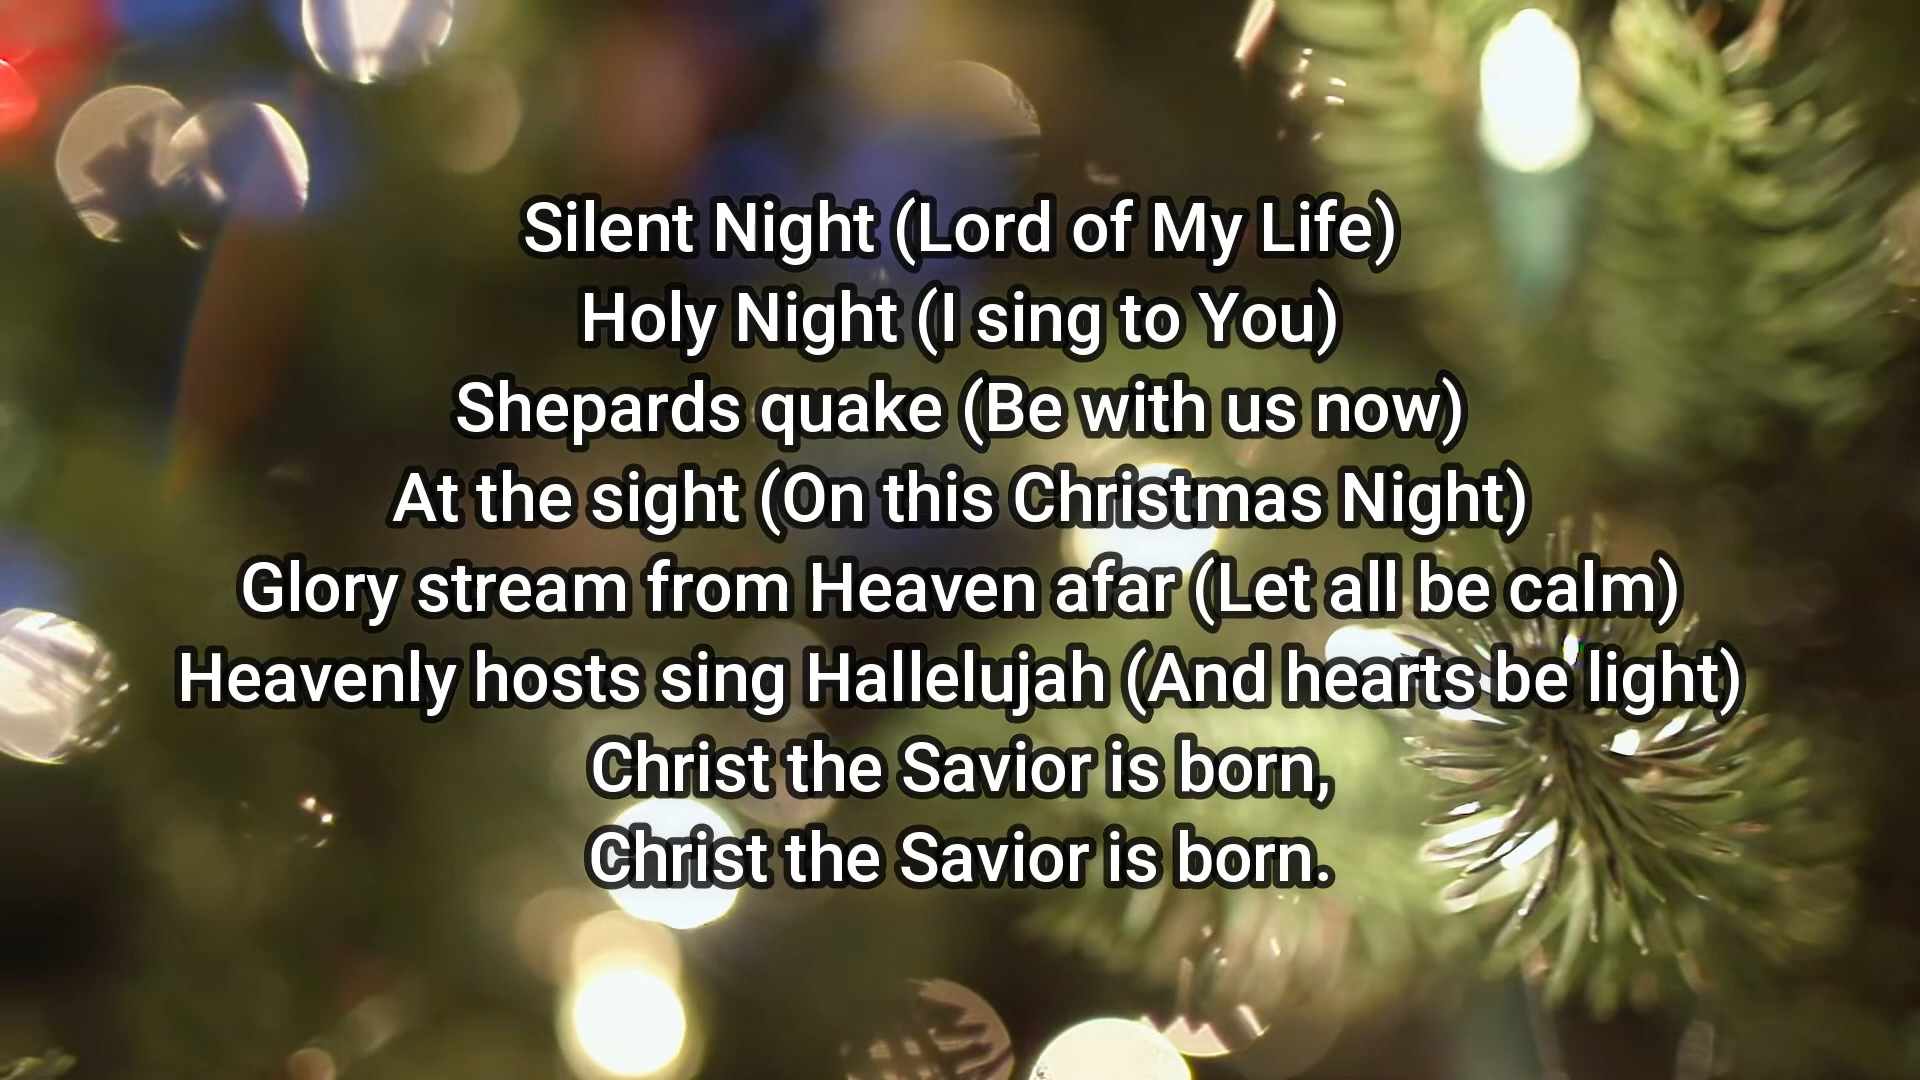 Silent Night (Lord of My Life)
Holy Night (I sing to You)
Shepards quake (Be with us now)
At the sight (On this Christmas Night)
Glory stream from Heaven afar (Let all be calm)
Heavenly hosts sing Hallelujah (And hearts be light)
Christ the Savior is born,
Christ the Savior is born.